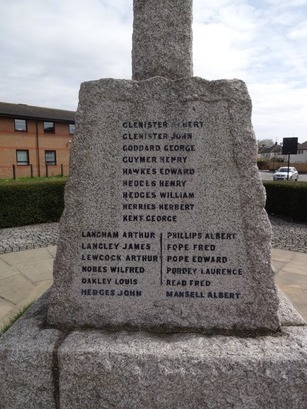 GLENISTER ALBERT
GLENISTER JOHN
GODDARD GEORGE
GUYMER HENRY
HAWKES EDWARD
HEDGES HENRY
HEDGES WILLIAM
HERRIES HERBERT
KENT GEORGE
LANGHAM ARTHUR
LANGLEY JAMES
LEWCOCK ARTHUR
NOBES WILFRED
OAKLEY LOUIS
HEDGES JOHN
PHILLIPS ALBERT
POPE FRED
POPE EDWARD
PURDEY LAURENCE
READ FRED
MANSELL ALBERT